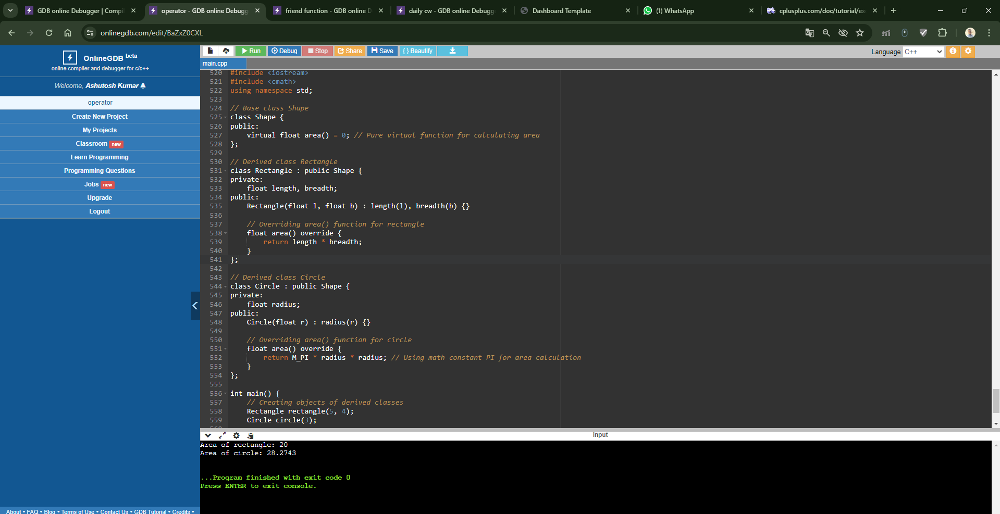 GDB online Debugger | Compil
operator - GDB online Debugg
friend function - GDB online D
daily cw - GDB online Debugge
Dashboard Template
(1) WhatsApp
cplusplus.com/doc/tutorial/ex
onlinegdb.com/edit/BaZxZ0CXL
OnlineGDB beta
online compiler and debugger for c/c++
Welcome, Ashutosh Kumar
operator
Create New Project
My Projects
Classroom new
Learn Programming
Programming Questions
Jobs new
Upgrade
Logout
About • FAQ • Blog • Terms of Use • Contact Us • GDB Tutorial • Credits •
Run Debug Stop Share Save { } Beautify
Language C++
main.cpp
520 #include <iostream>
521 #include <cmath>
522 using namespace std;
523
524 // Base class Shape
525 class Shape {
526 public:
527     virtual float area() = 0; // Pure virtual function for calculating area
528 };
529
530 // Derived class Rectangle
531 class Rectangle : public Shape {
532 private:
533     float length, breadth;
534 public:
535     Rectangle(float l, float b) : length(l), breadth(b) {}
536
537     // Overriding area() function for rectangle
538     float area() override {
539         return length * breadth;
540     }
541 };
542
543 // Derived class Circle
544 class Circle : public Shape {
545 private:
546     float radius;
547 public:
548     Circle(float r) : radius(r) {}
549
550     // Overriding area() function for circle
551     float area() override {
552         return M_PI * radius * radius; // Using math constant PI for area calculation
553     }
554 };
555
556 int main() {
557     // Creating objects of derived classes
558     Rectangle rectangle(5, 4);
559     Circle circle(3);
560
input
Area of rectangle: 20
Area of circle: 28.2743
...Program finished with exit code 0
Press ENTER to exit console.